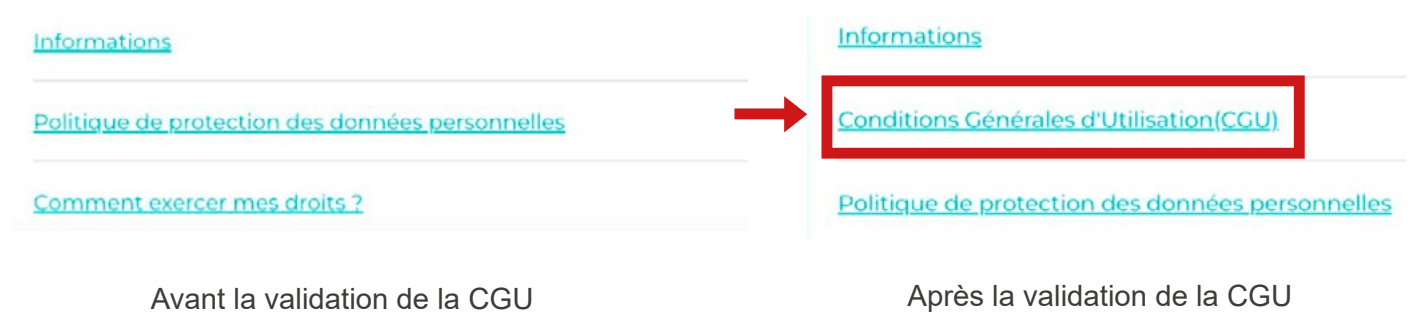 Informations
Politique de protection des données personnelles
Comment exercer mes droits ?
Avant la validation de la CGU
Informations
Conditions Générales d'Utilisation(CGU)
Politique de protection des données personnelles
Après la validation de la CGU